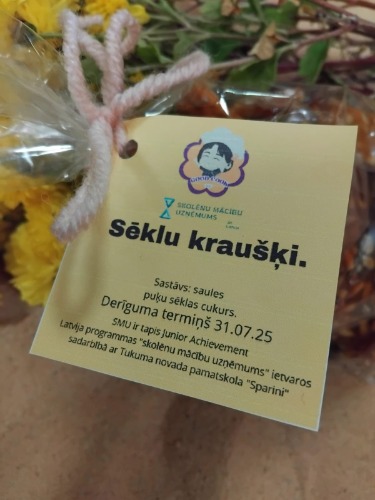 SKOLĒNU MĀCĪBU
UZŅĒMUMS
Sēklu kraušķi.
Sastāvs: saules
puķu sēklas cukurs.
Derīguma termiņš 31.07.25
SMU ir tapis Junior Achievement
Latvija programmas "skolēnu mācību uzņēmums" ietvaros
sadarbībā ar Tukuma novada pamatskola "Spārīni"